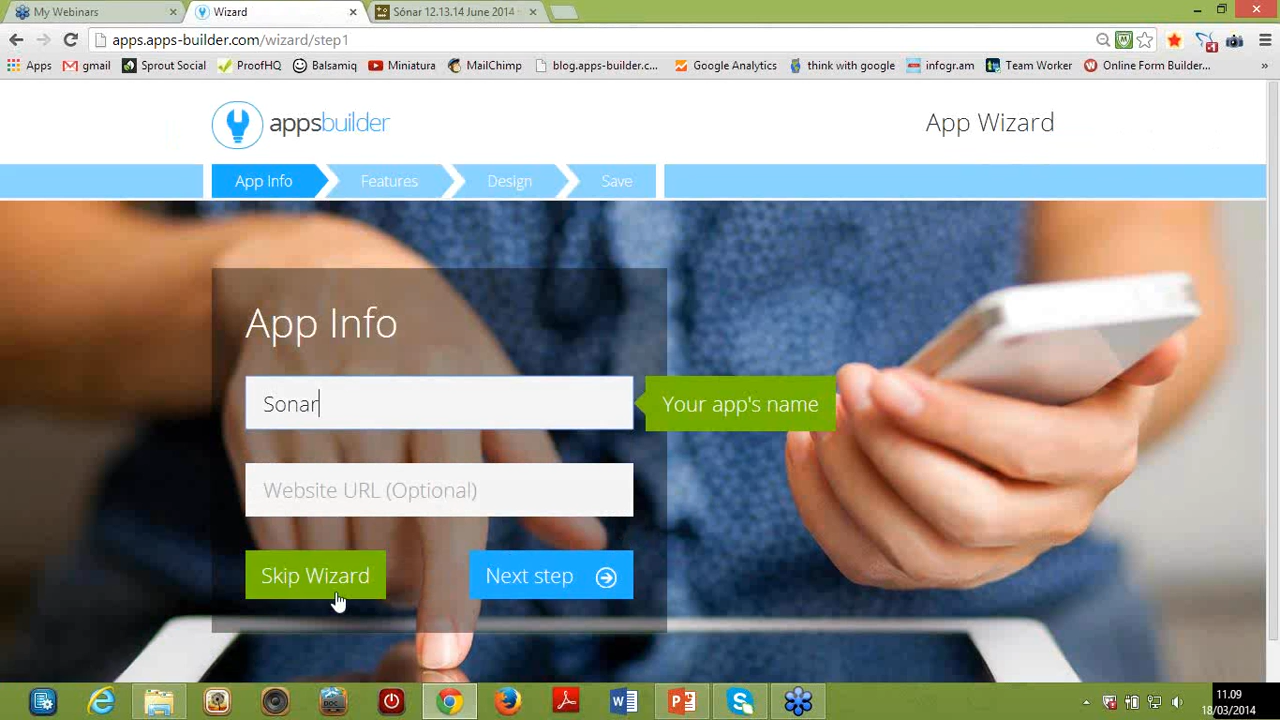 My Webinars
Wizard
Sónar 12.13.14 June 2014 -
apps.apps-builder.com/wizard/step1
Apps
gmail
Sprout Social
ProofHQ
Balsamiq
Miniatura
MailChimp
blog.apps-builder.c...
Google Analytics
think with google
infogr.am
Team Worker
Online Form Builder...
»
appsbuilder
App Wizard
App Info
Features
Design
Save
App Info
Sonar
Your app's name
Website URL (Optional)
Skip Wizard
Next step
11.09
18/03/2014